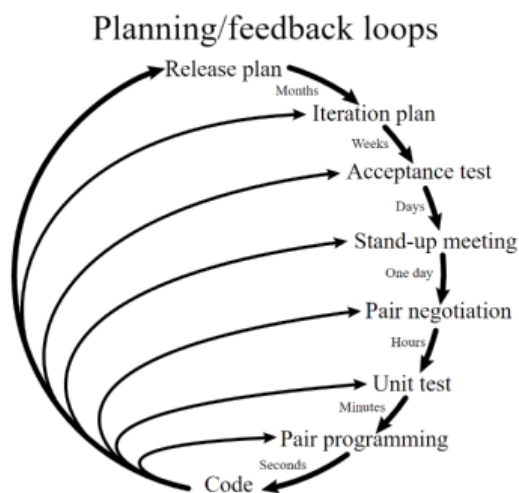 Planning/feedback loops
Release plan
Months
Iteration plan
Weeks
Acceptance test
Days
Stand-up meeting
One day
Pair negotiation
Hours
Unit test
Minutes
Pair programming
Seconds
Code